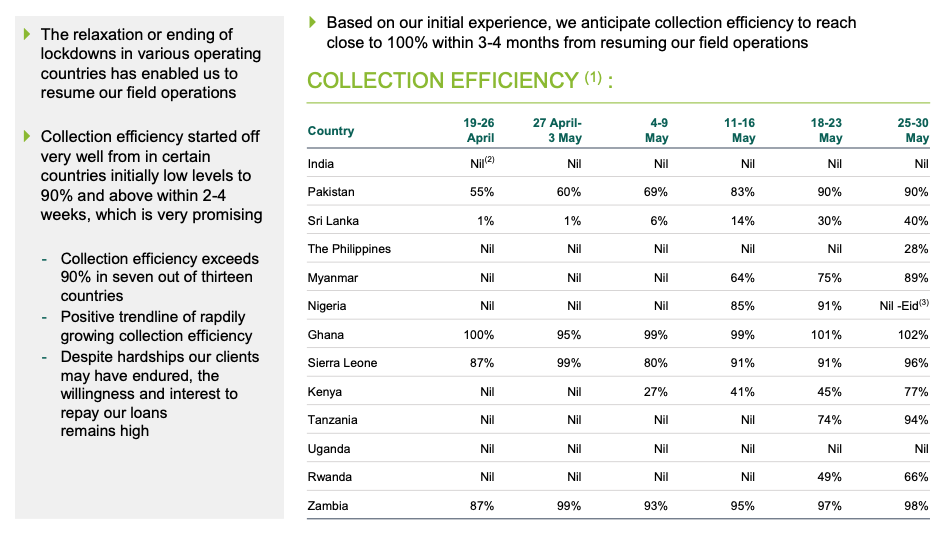 The relaxation or ending of
lockdowns in various operating
countries has enabled us to
resume our field operations
Collection efficiency started off
very well from in certain
countries initially low levels to
90% and above within 2-4
weeks, which is very promising
- Collection efficiency exceeds
90% in seven out of thirteen
countries
- Positive trendline of rapdily
growing collection efficiency
- Despite hardships our clients
may have endured, the
willingness and interest to
repay our loans
remains high
Based on our initial experience, we anticipate collection efficiency to reach
close to 100% within 3-4 months from resuming our field operations
COLLECTION EFFICIENCY (1) :
Country 19-26 April 27 April-3 May 4-9 May 11-16 May 18-23 May 25-30 May
India Nil(2) Nil Nil Nil Nil Nil
Pakistan 55% 60% 69% 83% 90% 90%
Sri Lanka 1% 1% 6% 14% 30% 40%
The Philippines Nil Nil Nil Nil Nil 28%
Myanmar Nil Nil Nil 64% 75% 89%
Nigeria Nil Nil Nil 85% 91% Nil -Eid(3)
Ghana 100% 95% 99% 99% 101% 102%
Sierra Leone 87% 99% 80% 91% 91% 96%
Kenya Nil Nil 27% 41% 45% 77%
Tanzania Nil Nil Nil Nil 74% 94%
Uganda Nil Nil Nil Nil Nil Nil
Rwanda Nil Nil Nil Nil 49% 66%
Zambia 87% 99% 93% 95% 97% 98%